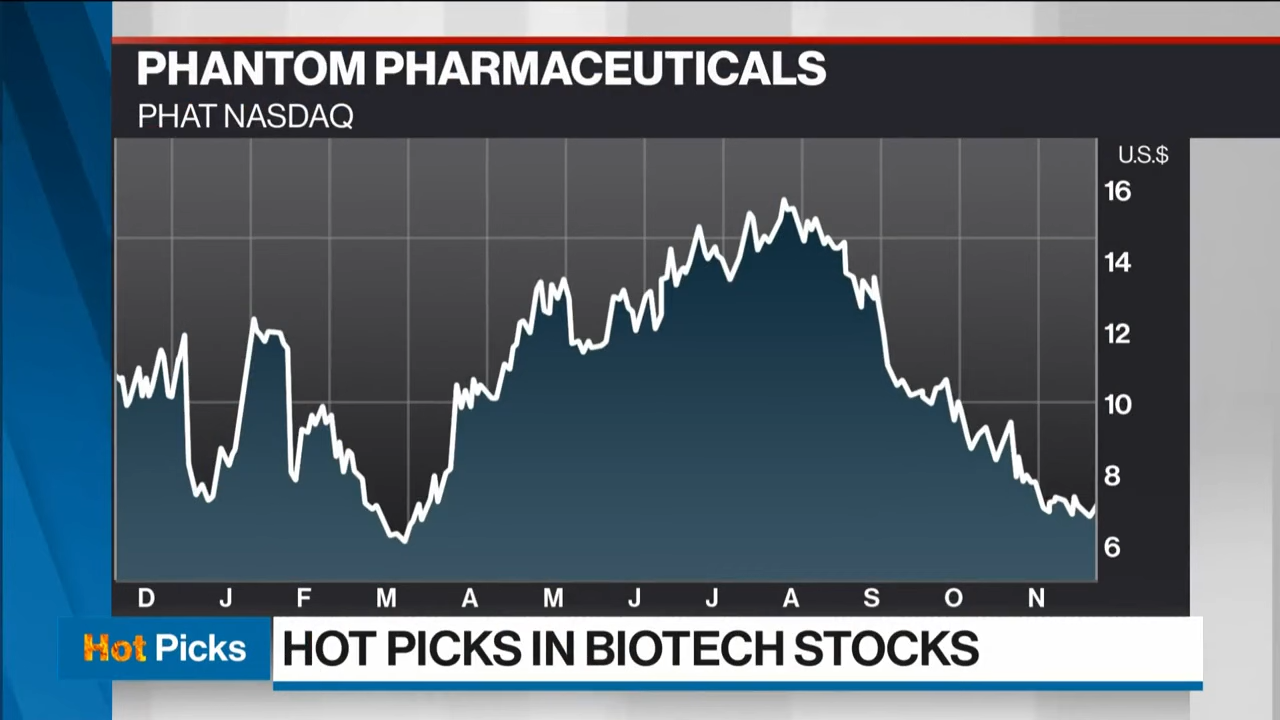 PHANTOM PHARMACEUTICALS
PHAT NASDAQ
U.S.$
16
14
12
10
8
6
D J F M A M J J A S O N
Hot Picks
HOT PICKS IN BIOTECH STOCKS